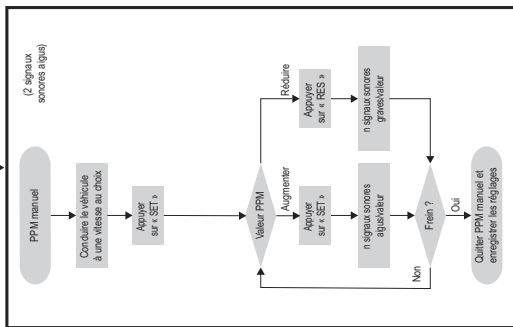 (2 signaux
sonores aigus)
PPM manuel
Conduire le véhicule
à une vitesse au choix
Appuyer
sur « SET »
Valeur PPM
Augmenter
Réduire
Appuyer
sur « SET »
Appuyer
sur « RES »
n signaux sonores
aigus/valeur
n signaux sonores
graves/valeur
Frein ?
Non
Oui
Quitter PPM manuel et
enregistrer les réglages